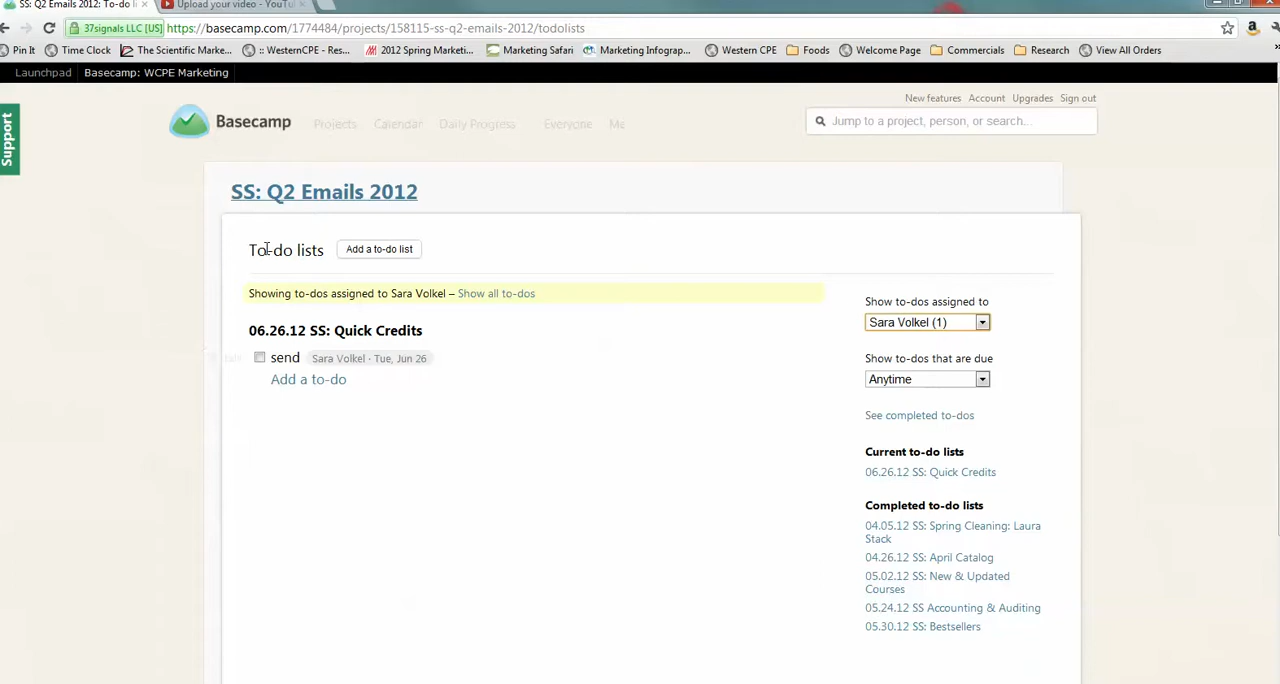 SS: Q2 Emails 2012: To-do li
Upload your video - YouTu
37signals LLC [US] https://basecamp.com/1774484/projects/158115-ss-q2-emails-2012/todolists
Pin It Time Clock The Scientific Marke... :: WesternCPE - Res... 2012 Spring Marketi... Marketing Safari Marketing Infograp... Western CPE Foods Welcome Page Commercials Research View All Orders
Launchpad Basecamp: WCPE Marketing
New features Account Upgrades Sign out
Support
Basecamp Projects Calendar Daily Progress Everyone Me
Jump to a project, person, or search...
SS: Q2 Emails 2012
To-do lists Add a to-do list
Showing to-dos assigned to Sara Volkel – Show all to-dos
06.26.12 SS: Quick Credits
send Sara Volkel · Tue, Jun 26
Add a to-do
Show to-dos assigned to
Sara Volkel (1)
Show to-dos that are due
Anytime
See completed to-dos
Current to-do lists
06.26.12 SS: Quick Credits
Completed to-do lists
04.05.12 SS: Spring Cleaning: Laura
Stack
04.26.12 SS: April Catalog
05.02.12 SS: New & Updated
Courses
05.24.12 SS Accounting & Auditing
05.30.12 SS: Bestsellers